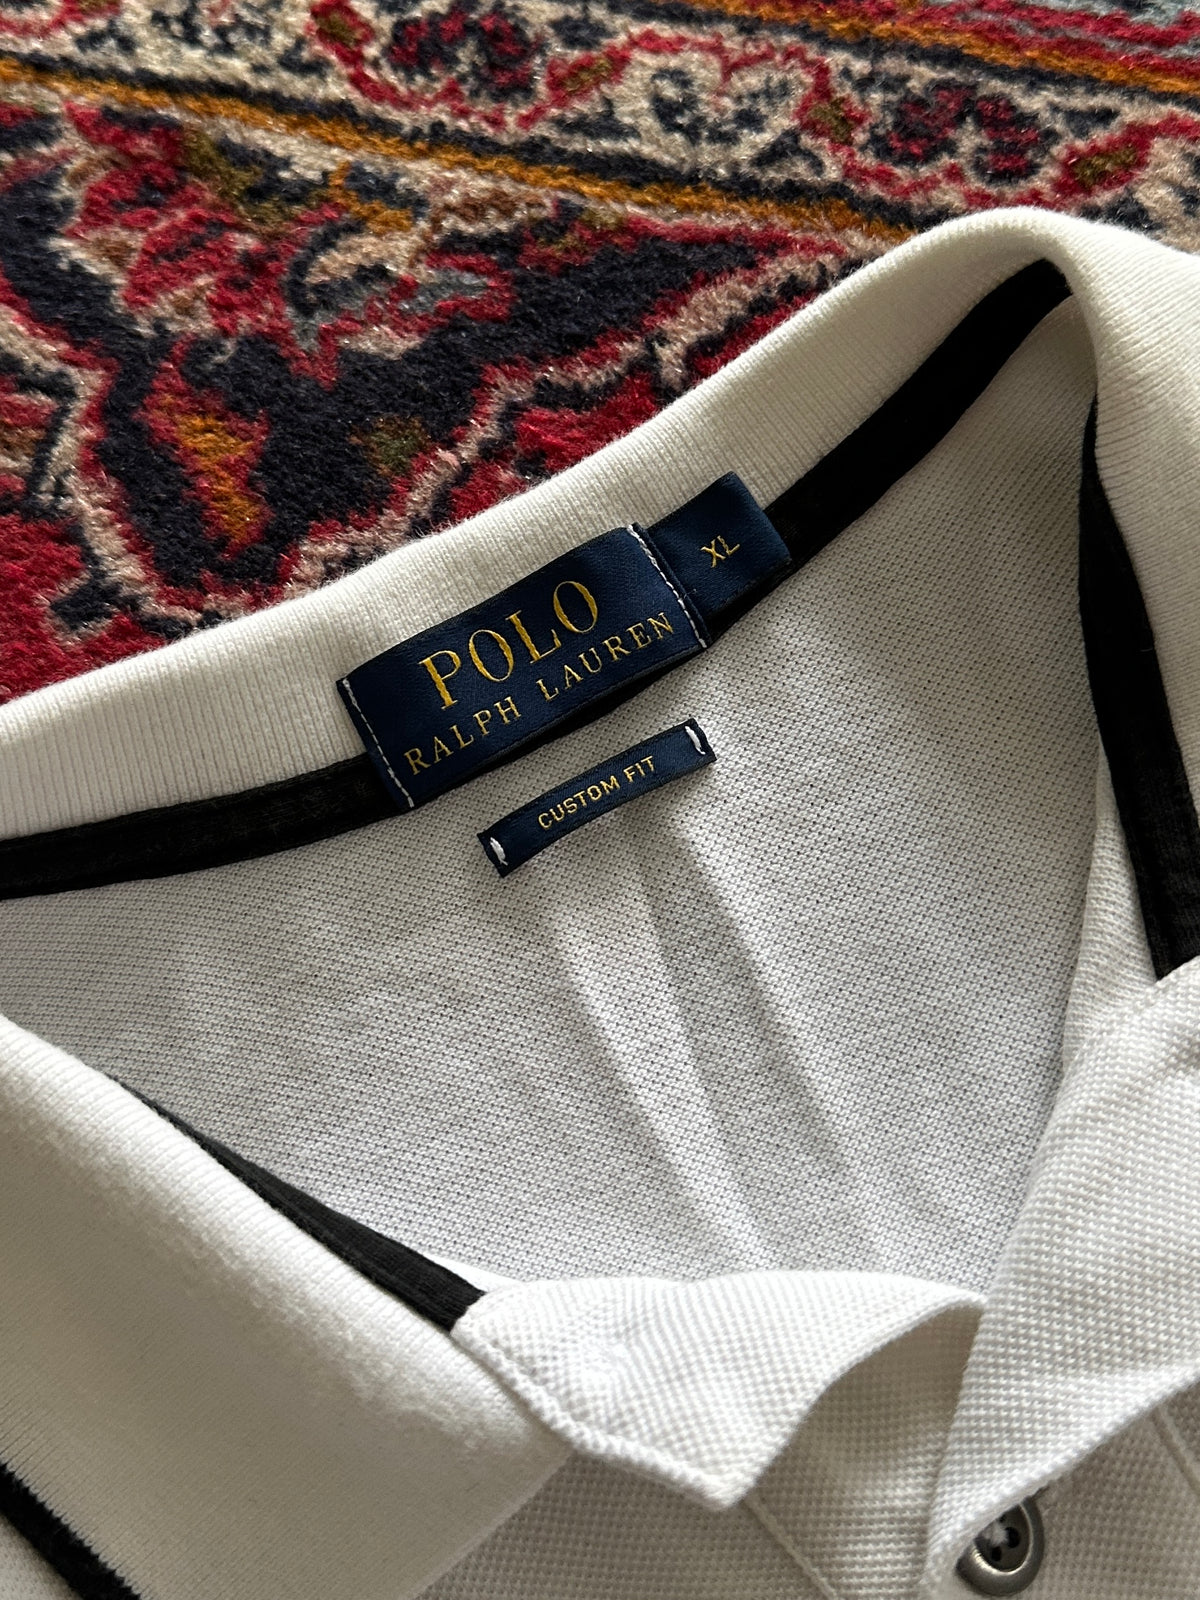 POLO
RALPH LAUREN
XL
CUSTOM FIT